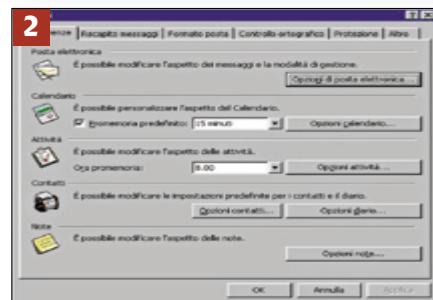 2
enze | Recapito messaggi | Formato posta | Controllo ortografico | Protezione | Altro
Posta elettronica
È possibile modificare l'aspetto dei messaggi e la modalità di gestione.
Opzioni di posta elettronica ...
Calendario
È possibile personalizzare l'aspetto del Calendario.
Promemoria predefinito: 15 minuti Opzioni calendario...
Attività
È possibile modificare l'aspetto delle attività.
Ora promemoria: 8.00 Opzioni attività...
Contatti
È possibile modificare le impostazioni predefinite per i contatti e il diario.
Opzioni contatti... Opzioni diario...
Note
È possibile modificare l'aspetto delle note.
Opzioni note...
OK Annulla Applica